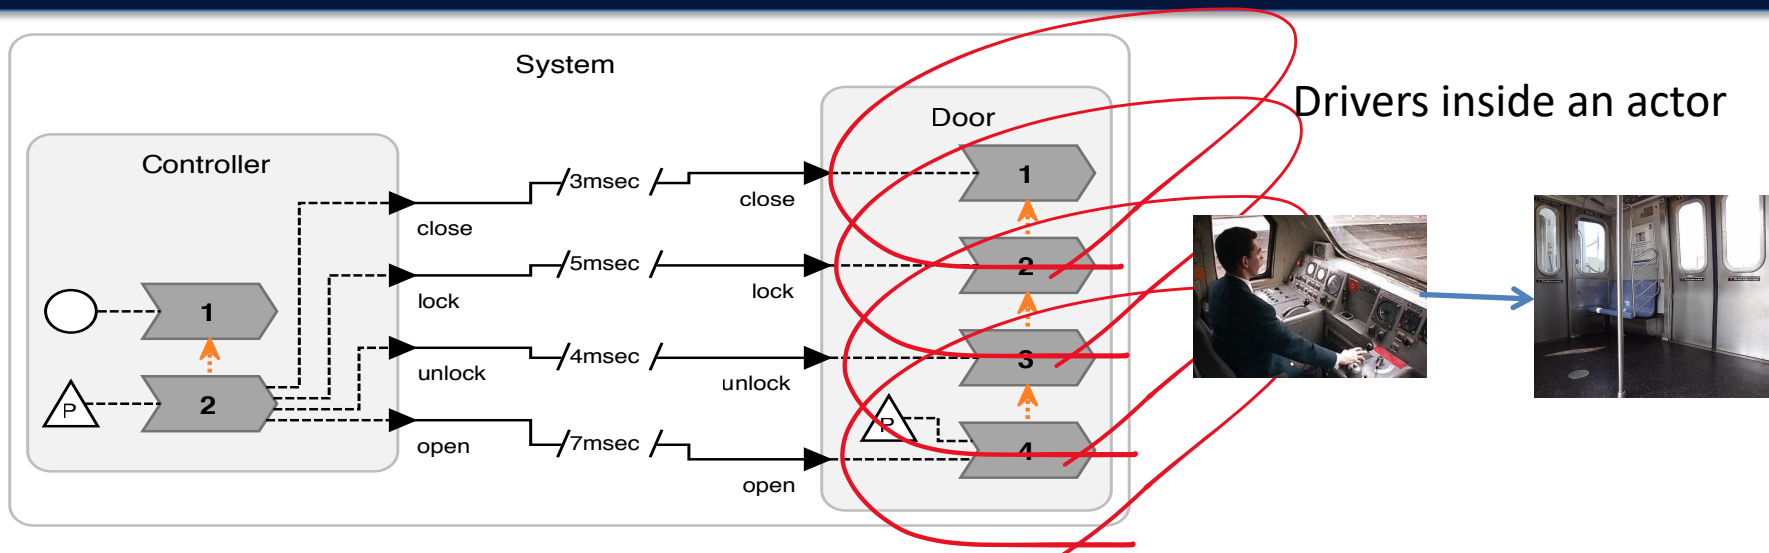 System
Drivers inside an actor
Door
Controller
1
3msec
close
close
2
5msec
lock
lock
1
3
4msec
unlock
unlock
2
P
P
4
7msec
open
open